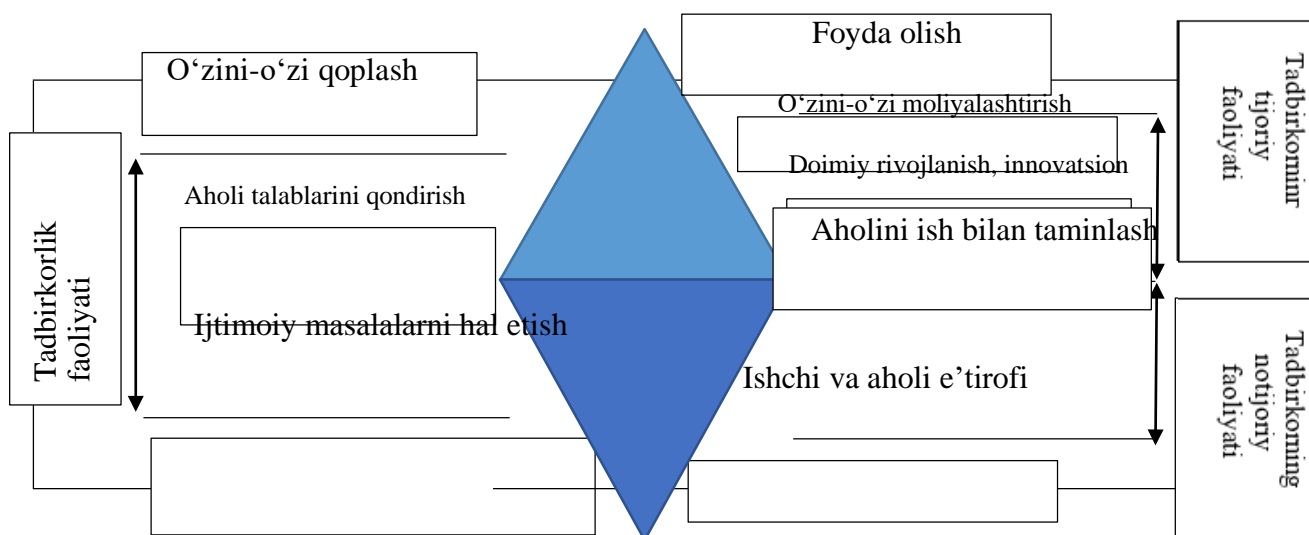 Foyda olish
O‘zini-o‘zi qoplash
O‘zini-o‘zi moliyalashtirish
Doimiy rivojlanish, innovatsion
Aholi talablarini qondirish
Aholini ish bilan taminlash
Ijtimoiy masalalarni hal etish
Ishchi va aholi e’tirofi
Tadbirkorlik
faoliyati
Tadbirkominr
tijoriy
faoliyati
Tadbirkoming
notijoriy
faoliyati